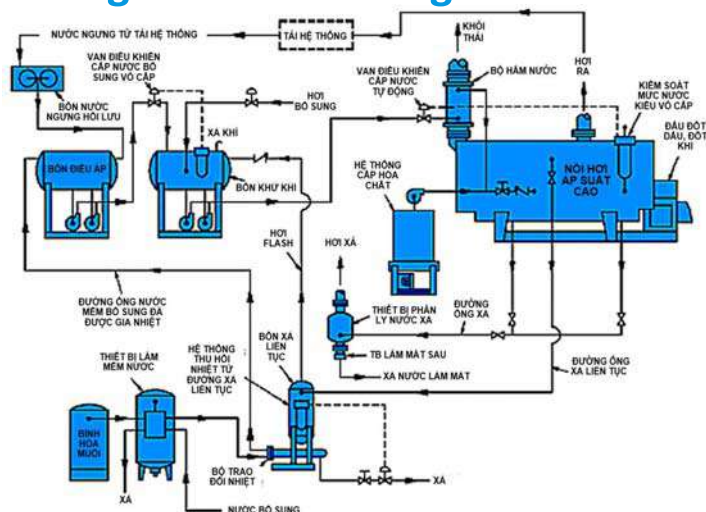 NƯỚC NGƯNG TỪ TẢI HỆ THỐNG
TẢI HỆ THỐNG
KHÓI
THẢI
BỘ HÂM NƯỚC
HƠI
RA
KIỂM SOÁT
MỨC NƯỚC
KIỂU VÔ CẤP
ĐẦU ĐỐT
DẦU, ĐỐT
KHÍ
VAN ĐIỀU KHIỂN
CẤP NƯỚC BỔ
SUNG VÔ CẤP
HƠI
BỔ SUNG
VAN ĐIỀU KHIỂN
CẤP NƯỚC
TỰ ĐỘNG
BỒN NƯỚC
NGƯNG HỒI LƯU
XẢ KHÍ
BỒN ĐIỀU ÁP
BỒN KHỬ KHÍ
HỆ THỐNG
CẤP HÓA
CHẤT
NỒI HƠI
ÁP SUẤT
CAO
HƠI
FLASH
HƠI XẢ
ĐƯỜNG ỐNG NƯỚC
MỀM BỔ SUNG ĐÃ
ĐƯỢC GIA NHIỆT
THIẾT BỊ PHÂN
LY NƯỚC XẢ
ĐƯỜNG
ỐNG XẢ
TB LÀM MÁT SAU
XẢ NƯỚC LÀM MÁT
ĐƯỜNG ỐNG
XẢ LIÊN TỤC
BỒN XẢ
LIÊN
TỤC
HỆ THỐNG
THU HỒI
NHIỆT TỪ
ĐƯỜNG XẢ
LIÊN TỤC
THIẾT BỊ LÀM
MỀM NƯỚC
BÌNH
HÒA
MUỐI
BỘ TRAO
ĐỔI NHIỆT
XẢ
XẢ
NƯỚC BỔ SUNG